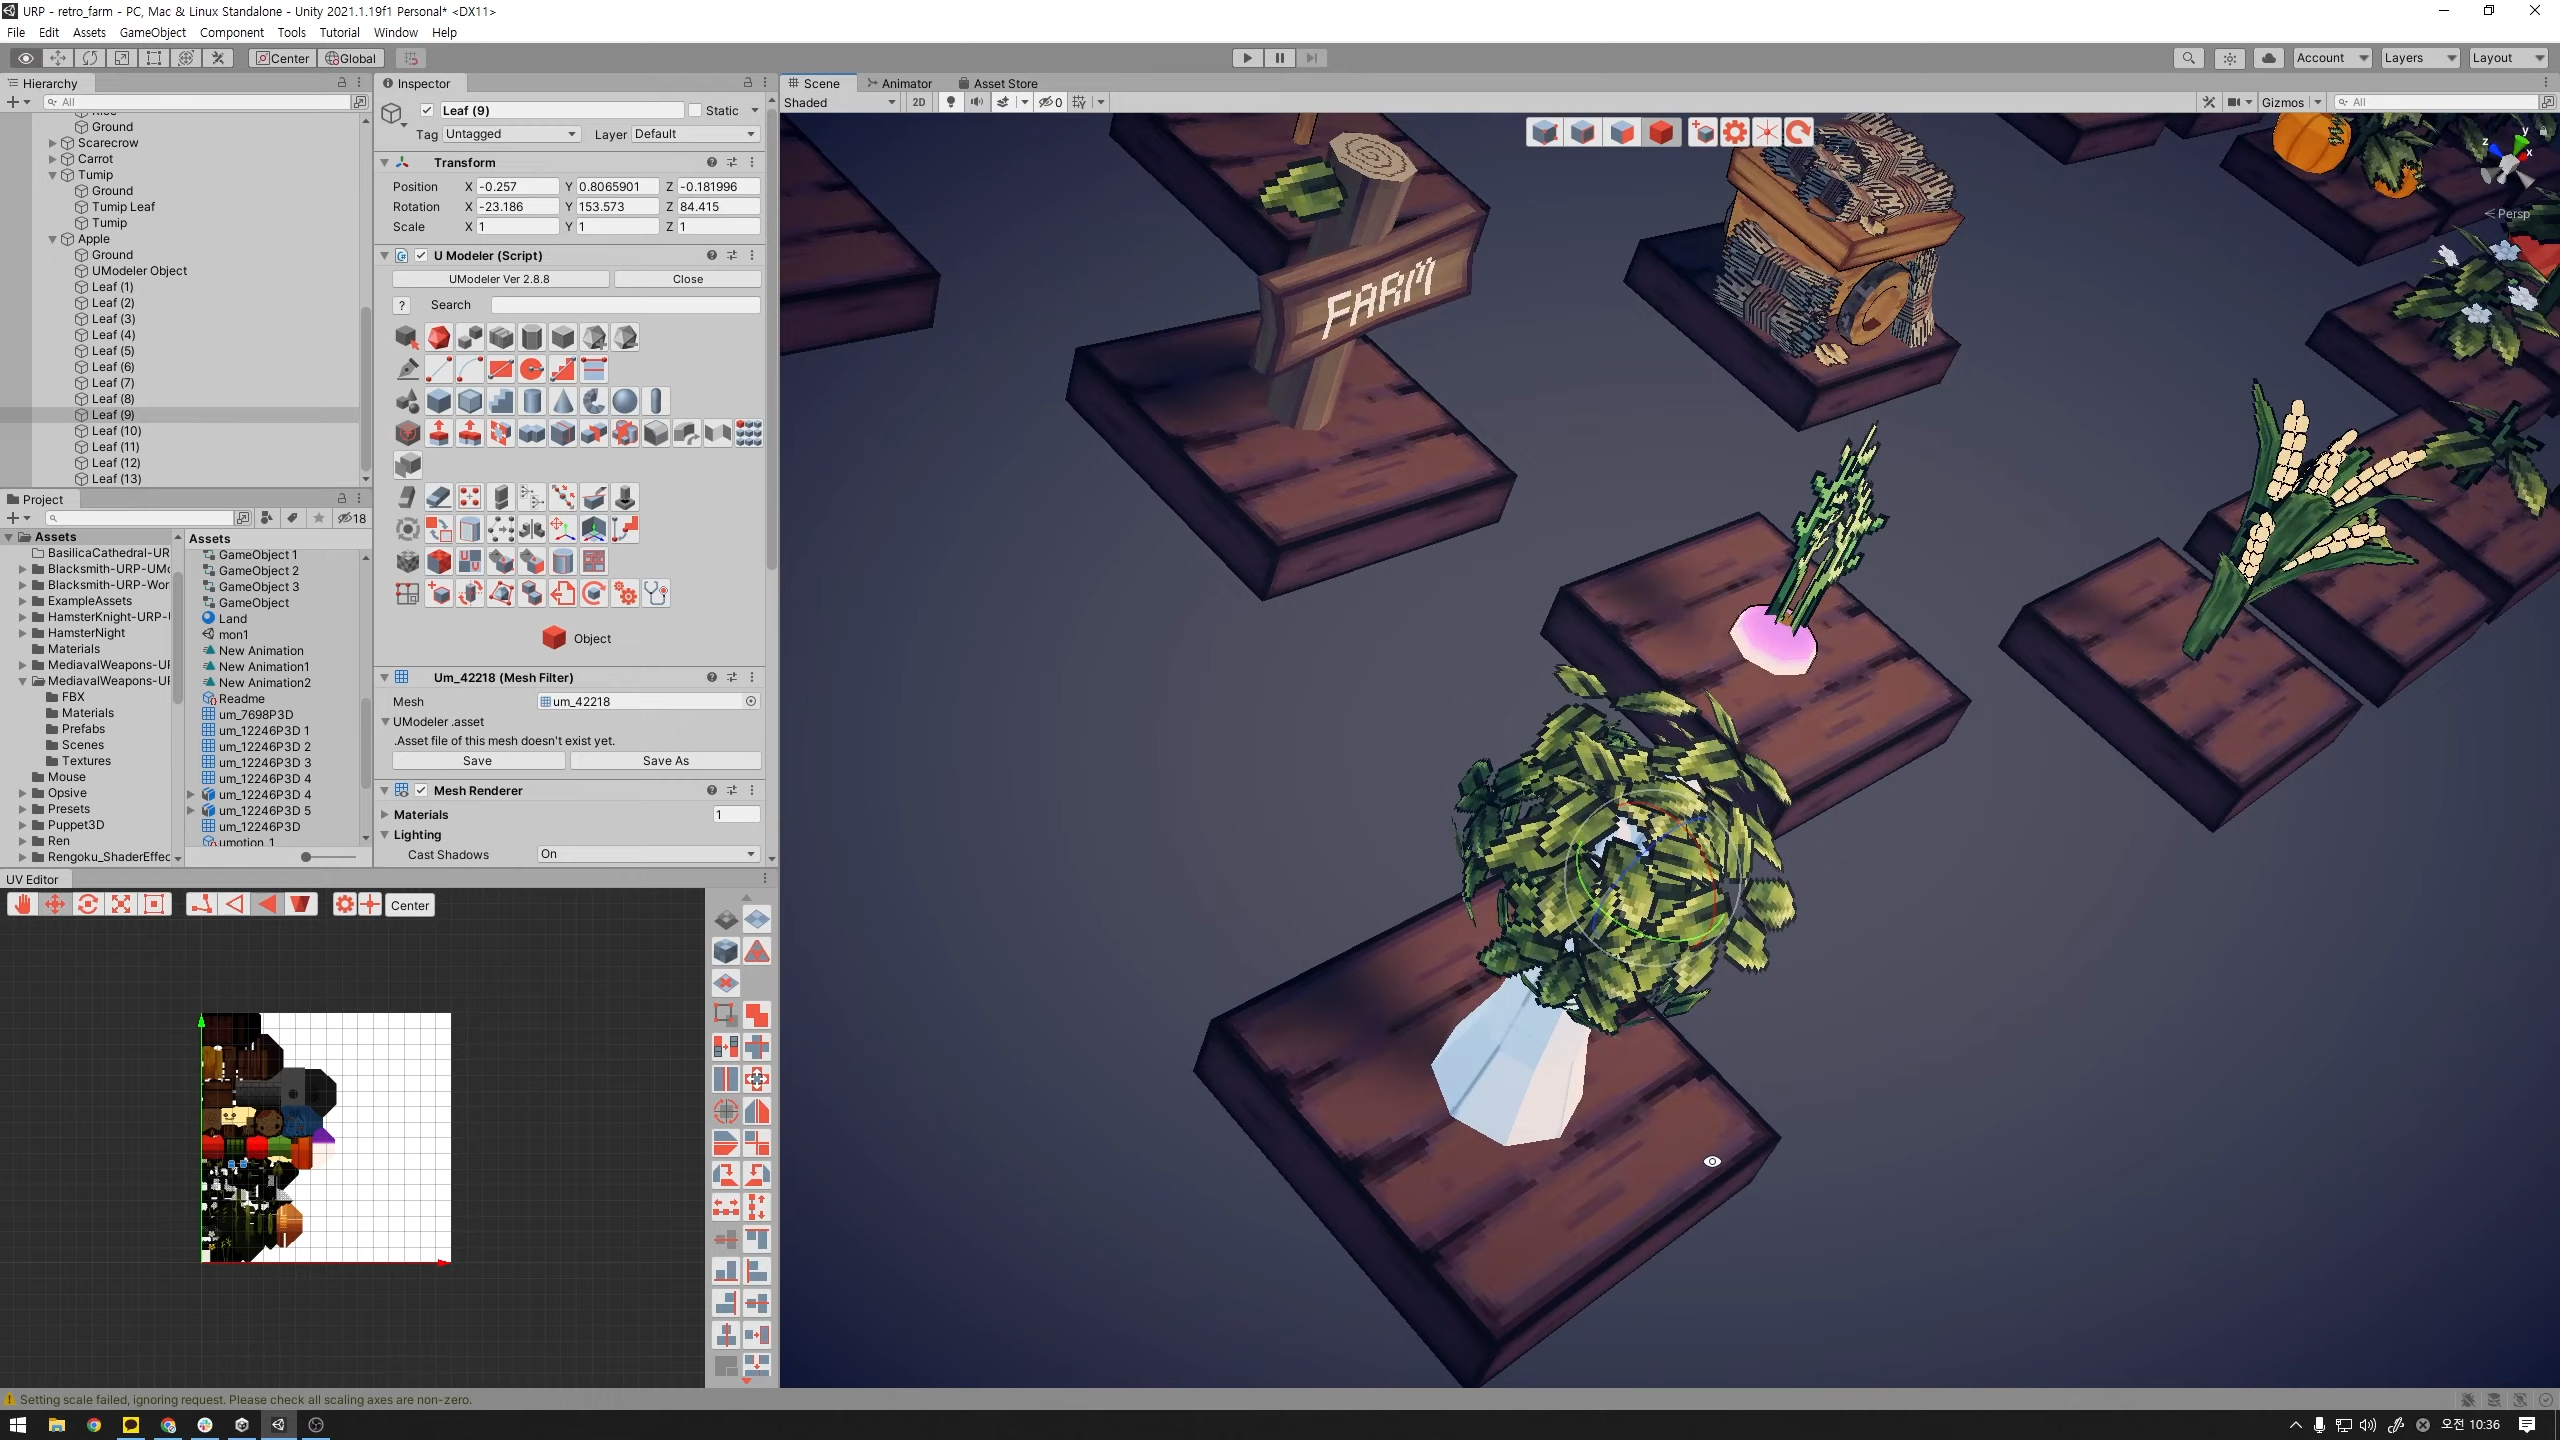 URP - retro_farm - PC, Mac & Linux Standalone - Unity 2021.1.19f1 Personal* <DX11>
File Edit Assets GameObject Component Tools Tutorial Window Help
Center Global
Account Layers Layout
Hierarchy
All
Ground
Scarecrow
Carrot
Turnip
Ground
Turnip Leaf
Turnip
Apple
Ground
UModeler Object
Leaf (1)
Leaf (2)
Leaf (3)
Leaf (4)
Leaf (5)
Leaf (6)
Leaf (7)
Leaf (8)
Leaf (9)
Leaf (10)
Leaf (11)
Leaf (12)
Leaf (13)
Project
18
Assets
BasilicaCathedral-UR
Blacksmith-URP-UMo
Blacksmith-URP-Wor
ExampleAssets
HamsterKnight-URP-
HamsterNight
Materials
MediavalWeapons-UF
MediavalWeapons-UF
FBX
Materials
Prefabs
Scenes
Textures
Mouse
Opsive
Presets
Puppet3D
Ren
Rengoku_ShaderEffec
Assets
GameObject 1
GameObject 2
GameObject 3
GameObject
Land
mon1
New Animation
New Animation1
New Animation2
Readme
um_7698P3D
um_12246P3D 1
um_12246P3D 2
um_12246P3D 3
um_12246P3D 4
um_12246P3D 4
um_12246P3D 5
um_12246P3D
umotion_1
Inspector
Leaf (9) Static
Tag Untagged Layer Default
Transform
Position X -0.257 Y 0.8065901 Z -0.181996
Rotation X -23.186 Y 153.573 Z 84.415
Scale X 1 Y 1 Z 1
U Modeler (Script)
UModeler Ver 2.8.8 Close
? Search
Object
Um_42218 (Mesh Filter)
Mesh um_42218
UModeler .asset
.Asset file of this mesh doesn't exist yet.
Save Save As
Mesh Renderer
Materials 1
Lighting
Cast Shadows On
UV Editor
Center
Scene Animator Asset Store
Shaded 2D 0 Gizmos All
y
z
x
Persp
FARM
Setting scale failed, ignoring request. Please check all scaling axes are non-zero.
오전 10:36